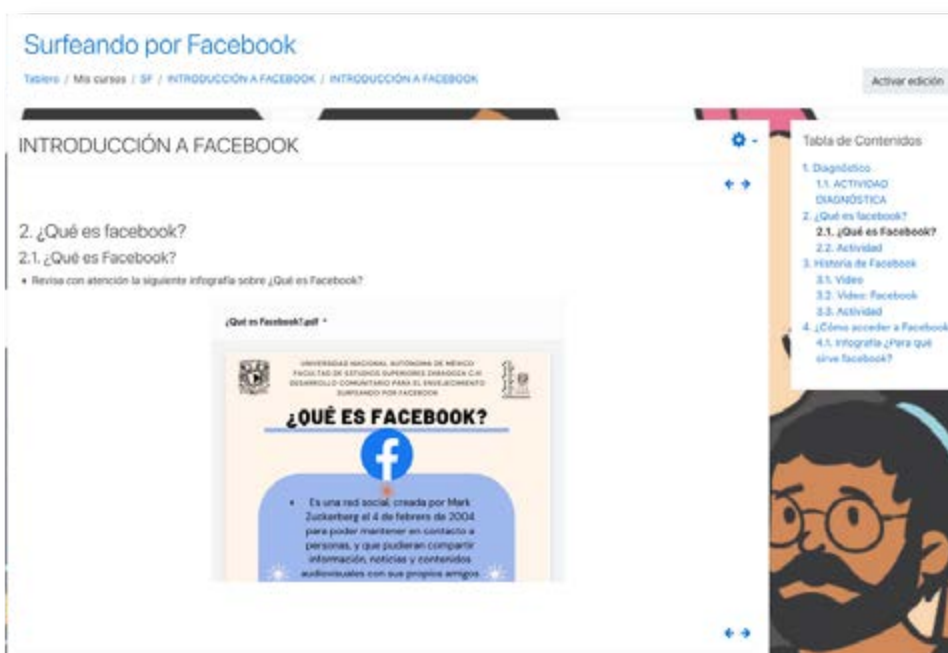 Surfeando por Facebook
Tablero / Mis cursos / SF / INTRODUCCIÓN A FACEBOOK / INTRODUCCIÓN A FACEBOOK
Activar edición
INTRODUCCIÓN A FACEBOOK
2. ¿Qué es facebook?
2.1. ¿Qué es Facebook?
• Revisa con atención la siguiente infografía sobre ¿Qué es Facebook?
¿Qué es Facebook?.pdf
UNIVERSIDAD NACIONAL AUTÓNOMA DE MÉXICO
FACULTAD DE ESTUDIOS SUPERIORES ZARAGOZA C-III
DESARROLLO COMUNITARIO PARA EL ENVEJECIMIENTO
SURFEANDO POR FACEBOOK
¿QUÉ ES FACEBOOK?
• Es una red social, creada por Mark
Zuckerberg el 4 de febrero de 2004
para poder mantener en contacto a
personas, y que pudieran compartir
información, noticias y contenidos
audiovisuales con sus propios amigos
Tabla de Contenidos
1. Diagnóstico
1.1. ACTIVIDAD
DIAGNÓSTICA
2. ¿Qué es facebook?
2.1. ¿Qué es Facebook?
2.2. Actividad
3. Historia de Facebook
3.1. Video
3.2. Video: Facebook
3.3. Actividad
4. ¿Cómo acceder a Facebook
4.1. Infografía ¿Para qué
sirve facebook?